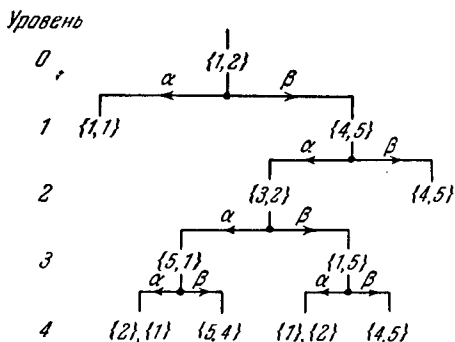 Уровень
0 {1,2}
α β
1 {1,1} {4,5}
α β
2 {3,2} {4,5}
α β
3 {5,1} {1,5}
α β α β
4 {2},{1} {5,4} {1},{2} {4,5}